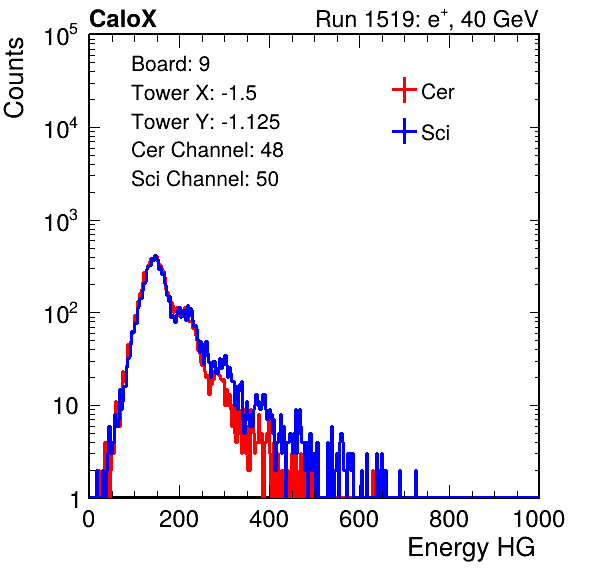 CaloX Run 1519: e⁺, 40 GeV
Counts
Board: 9
Tower X: -1.5
Tower Y: -1.125
Cer Channel: 48
Sci Channel: 50
Cer
Sci
10⁵
10⁴
10³
10²
10
1
0 200 400 600 800 1000
Energy HG